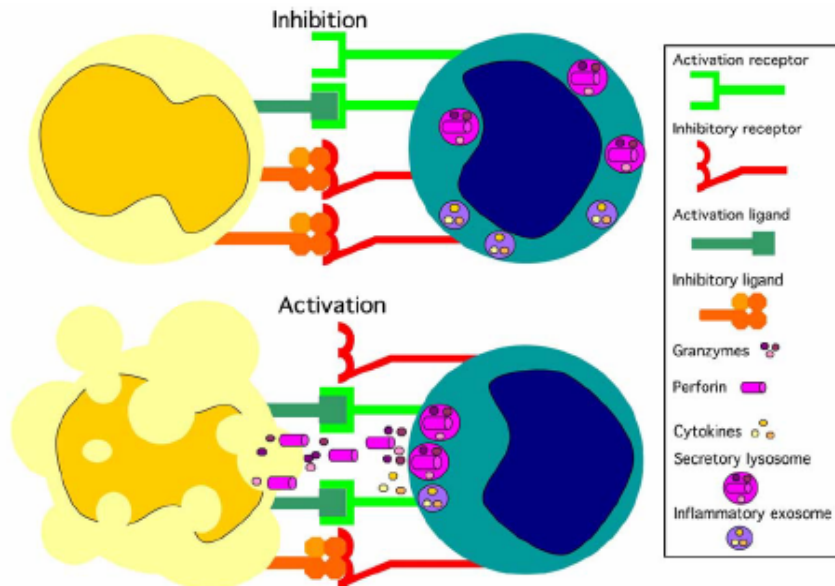 Inhibition
Activation
Activation receptor
Inhibitory receptor
Activation ligand
Inhibitory ligand
Granzymes
Perforin
Cytokines
Secretory lysosome
Inflammatory exosome